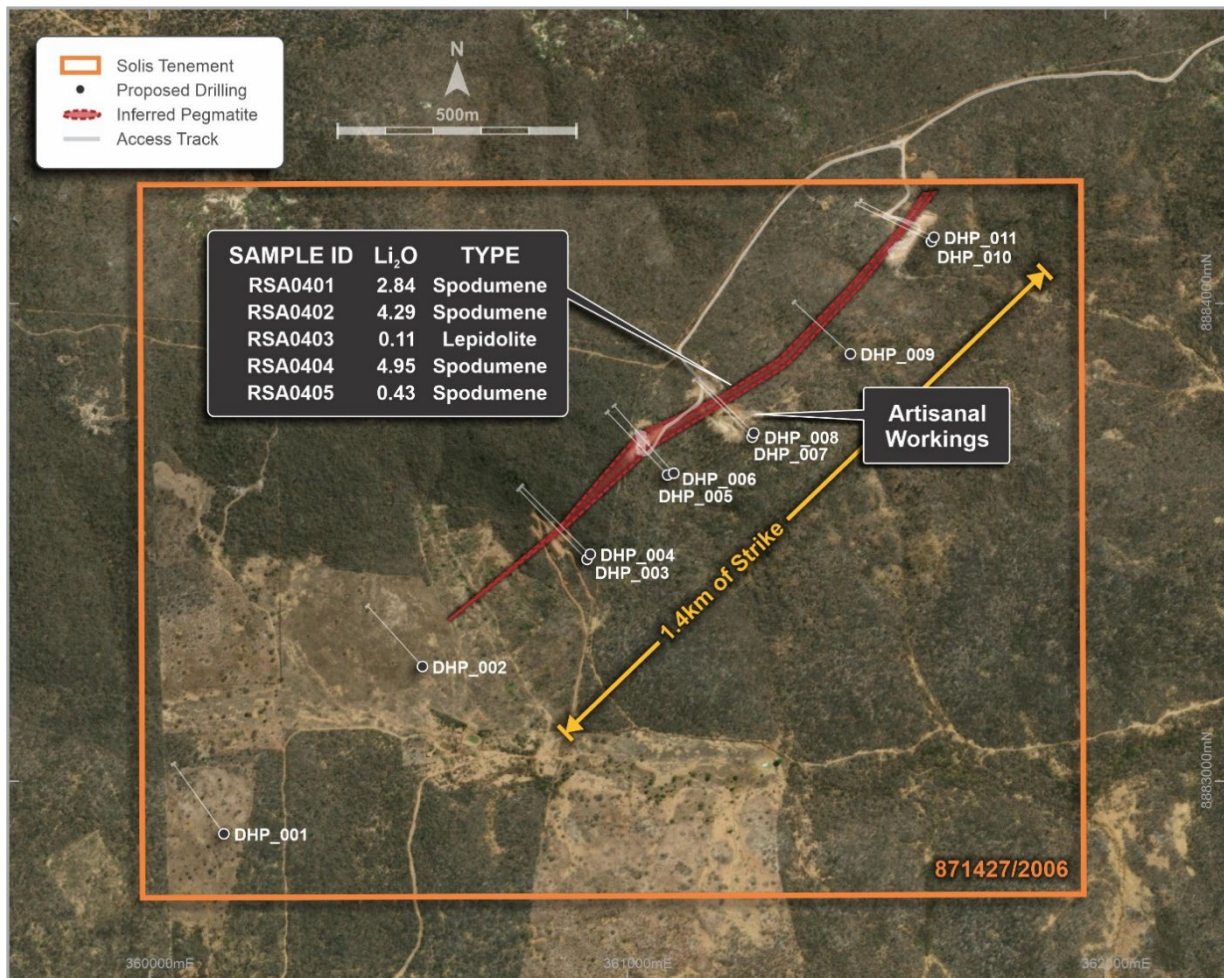 Solis Tenement
Proposed Drilling
Inferred Pegmatite
Access Track
N
500m
SAMPLE ID Li₂O TYPE
RSA0401 2.84 Spodumene
RSA0402 4.29 Spodumene
RSA0403 0.11 Lepidolite
RSA0404 4.95 Spodumene
RSA0405 0.43 Spodumene
DHP_011
DHP_010
8884000mN
DHP_009
Artisanal
Workings
DHP_008
DHP_007
DHP_006
DHP_005
DHP_004
DHP_003
1.4km of Strike
DHP_002
8883000mN
DHP_001
871427/2006
360000mE
361000mE
362000mE